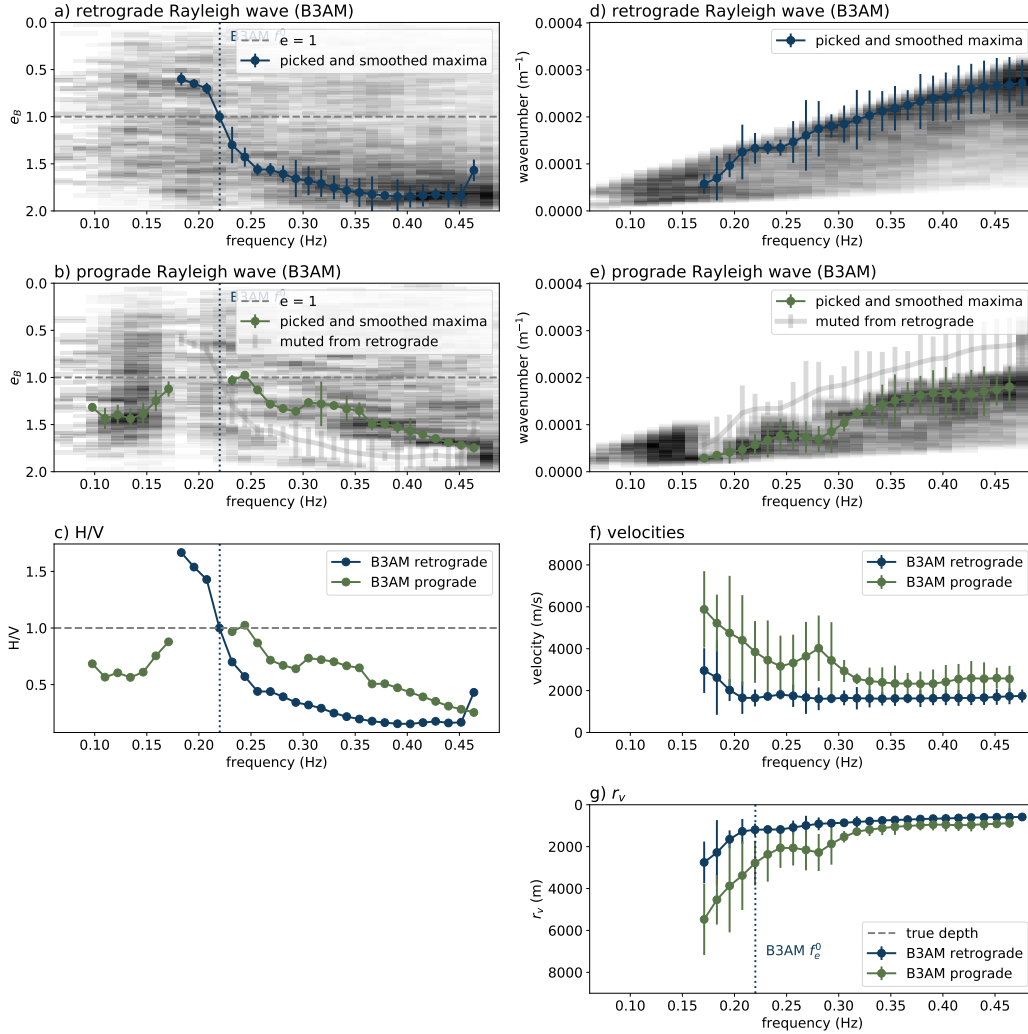 a) retrograde Rayleigh wave (B3AM)
B3AM f_e^0
e = 1
picked and smoothed maxima
0.0
0.5
1.0
1.5
2.0
e_B
0.10 0.15 0.20 0.25 0.30 0.35 0.40 0.45
frequency (Hz)
d) retrograde Rayleigh wave (B3AM)
picked and smoothed maxima
0.0004
0.0003
0.0002
0.0001
0.0000
wavenumber (m⁻¹)
0.10 0.15 0.20 0.25 0.30 0.35 0.40 0.45
frequency (Hz)
b) prograde Rayleigh wave (B3AM)
B3AM f_e^0
e = 1
picked and smoothed maxima
muted from retrograde
0.0
0.5
1.0
1.5
2.0
e_B
0.10 0.15 0.20 0.25 0.30 0.35 0.40 0.45
frequency (Hz)
e) prograde Rayleigh wave (B3AM)
picked and smoothed maxima
muted from retrograde
0.0004
0.0003
0.0002
0.0001
0.0000
wavenumber (m⁻¹)
0.10 0.15 0.20 0.25 0.30 0.35 0.40 0.45
frequency (Hz)
c) H/V
B3AM retrograde
B3AM prograde
1.5
1.0
0.5
H/V
0.10 0.15 0.20 0.25 0.30 0.35 0.40 0.45
frequency (Hz)
f) velocities
B3AM retrograde
B3AM prograde
8000
6000
4000
2000
0
velocity (m/s)
0.10 0.15 0.20 0.25 0.30 0.35 0.40 0.45
frequency (Hz)
g) r_v
0
2000
4000
6000
8000
r_v (m)
B3AM f_e^0
true depth
B3AM retrograde
B3AM prograde
0.10 0.15 0.20 0.25 0.30 0.35 0.40 0.45
frequency (Hz)